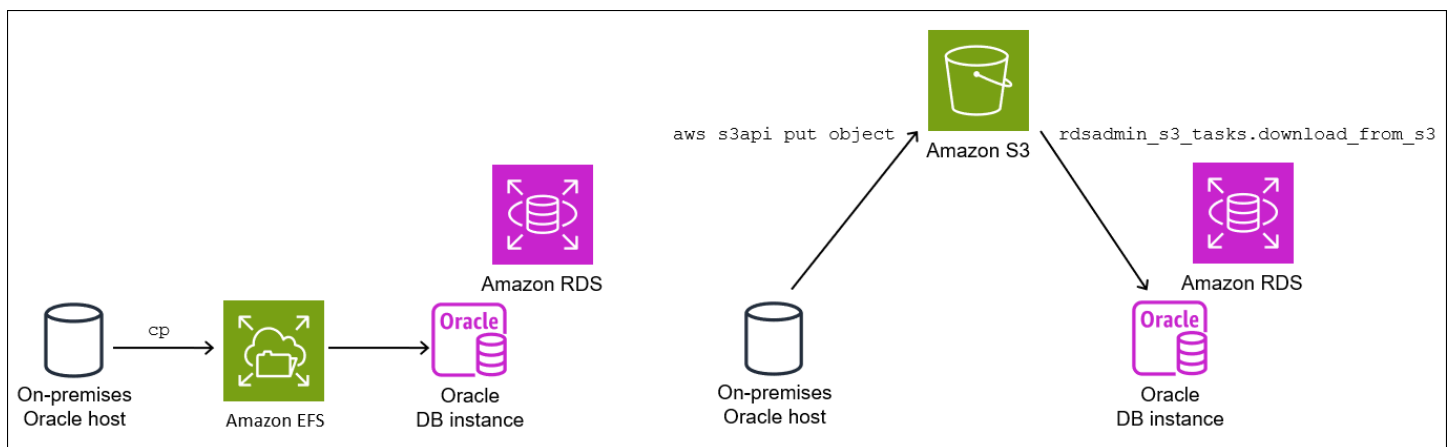 cp
On-premises
Oracle host
Amazon EFS
Amazon RDS
Oracle
Oracle
DB instance
aws s3api put object
Amazon S3
rdsadmin_s3_tasks.download_from_s3
On-premises
Oracle host
Amazon RDS
Oracle
Oracle
DB instance